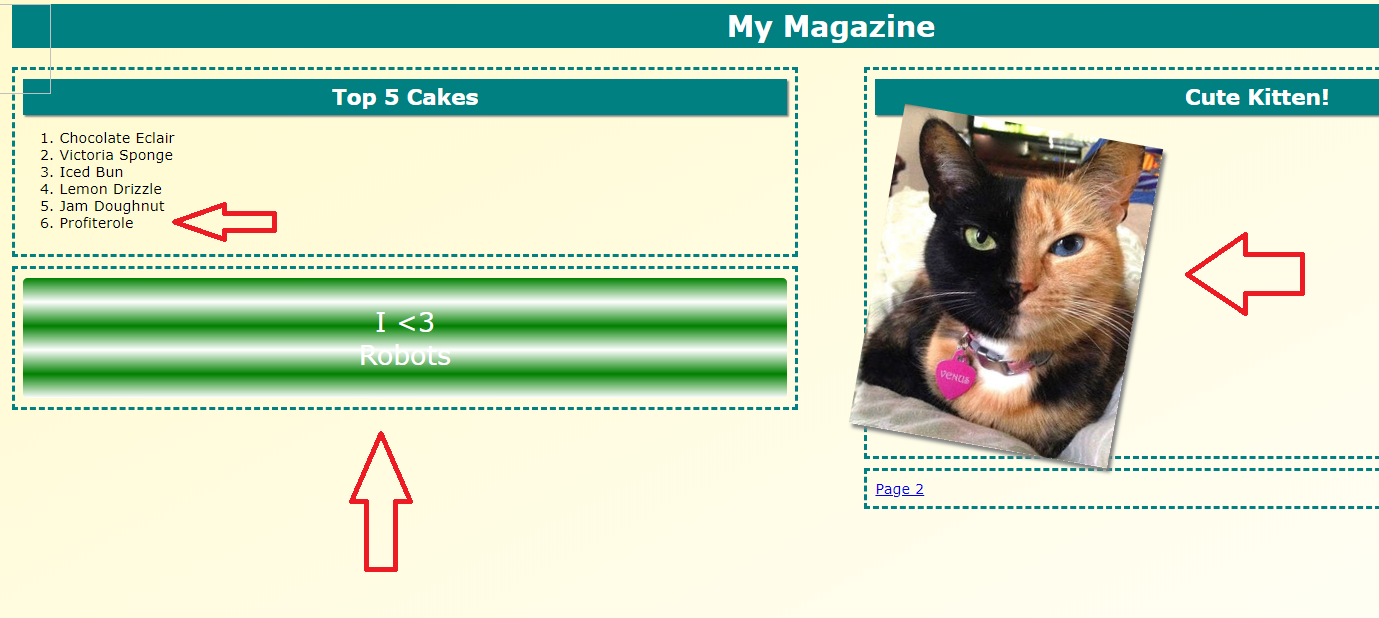 My Magazine
Top 5 Cakes
1. Chocolate Eclair
2. Victoria Sponge
3. Iced Bun
4. Lemon Drizzle
5. Jam Doughnut
6. Profiterole
I <3
Robots
Cute Kitten!
VENUS
Page 2